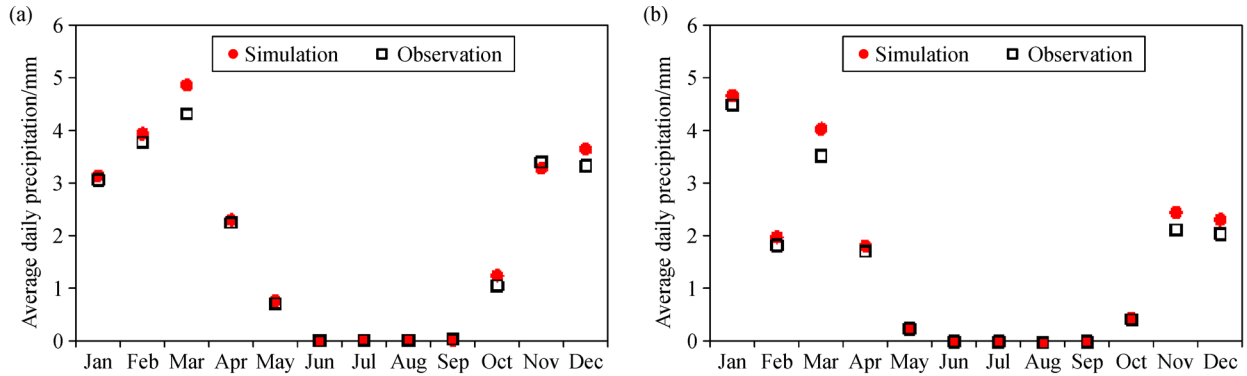 (a)
Average daily precipitation/mm
6
5
4
3
2
1
0
Simulation Observation
Jan Feb Mar Apr May Jun Jul Aug Sep Oct Nov Dec
(b)
Average daily precipitation/mm
6
5
4
3
2
1
0
Simulation Observation
Jan Feb Mar Apr May Jun Jul Aug Sep Oct Nov Dec